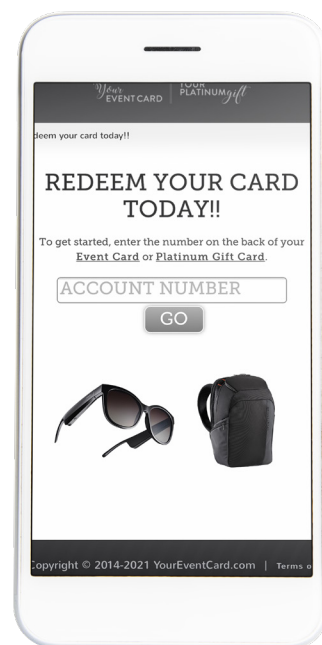 Your
EVENT CARD
YOUR
PLATINUM gift
deem your card today!!
REDEEM YOUR CARD
TODAY!!
To get started, enter the number on the back of your
Event Card or Platinum Gift Card.
ACCOUNT NUMBER
GO
opyright © 2014-2021 YourEventCard.com | Terms o